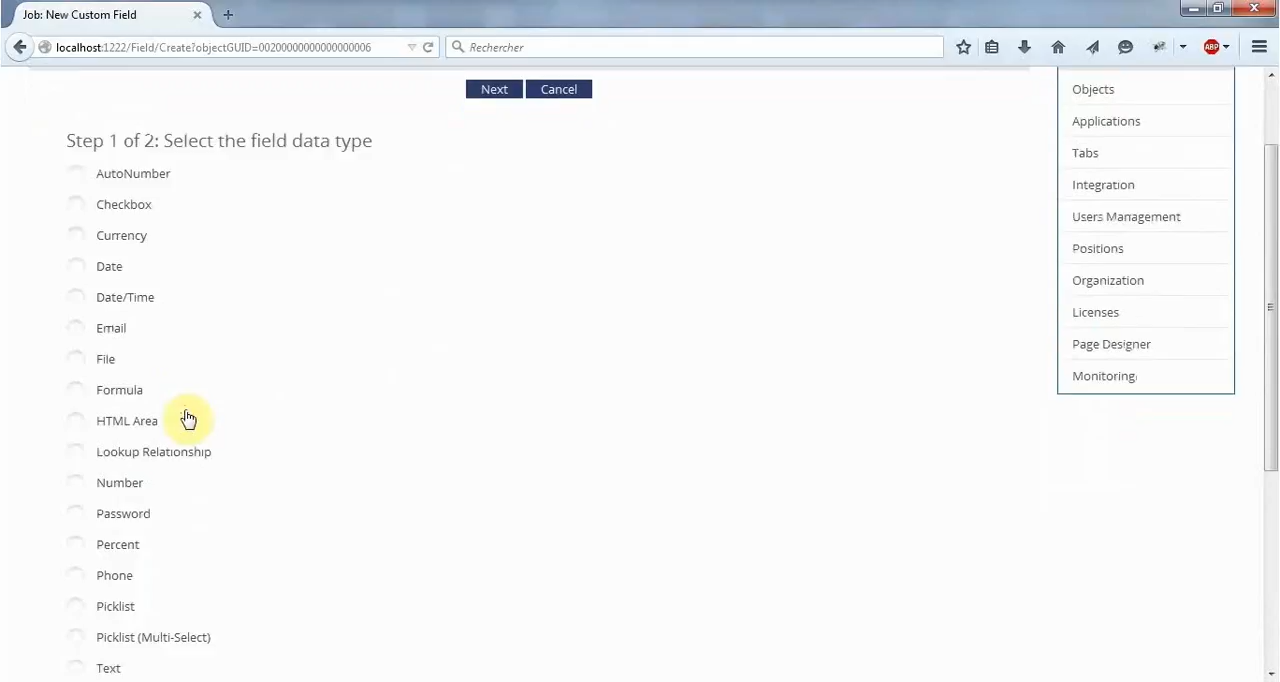 Job: New Custom Field
localhost:1222/Field/Create?objectGUID=00200000000000000006
Rechercher
ABP
Next Cancel
Step 1 of 2: Select the field data type
AutoNumber
Checkbox
Currency
Date
Date/Time
Email
File
Formula
HTML Area
Lookup Relationship
Number
Password
Percent
Phone
Picklist
Picklist (Multi-Select)
Text
Objects
Applications
Tabs
Integration
Users Management
Positions
Organization
Licenses
Page Designer
Monitoring